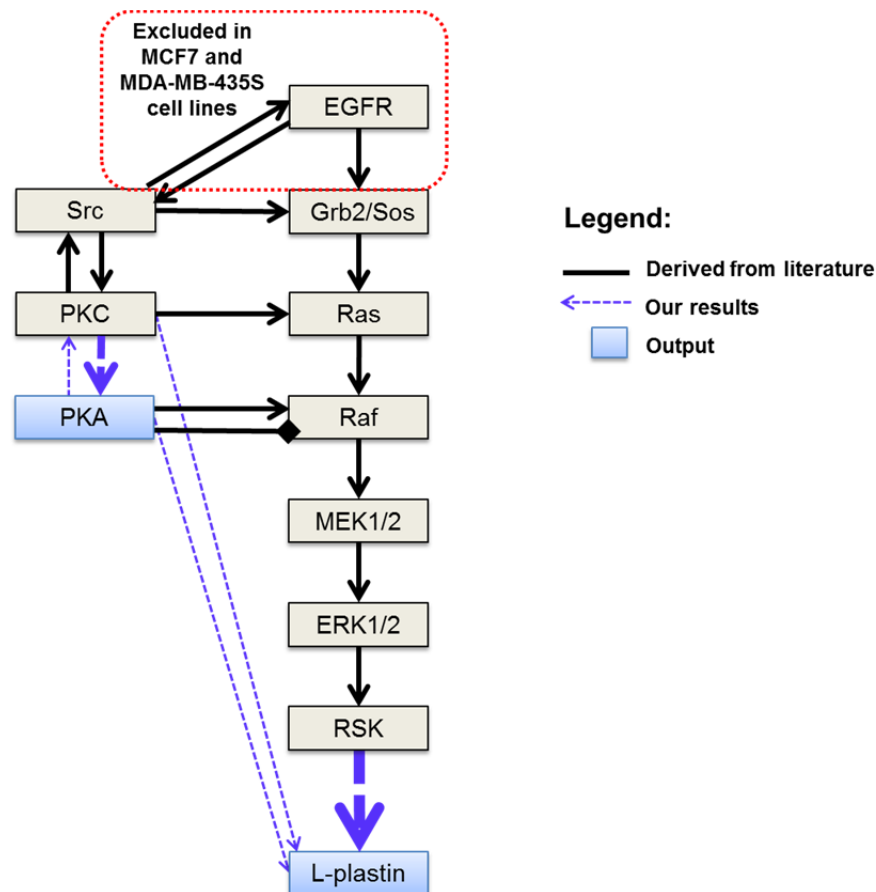 Excluded in
MCF7 and
MDA-MB-435S
cell lines
EGFR
Src
Grb2/Sos
PKC
Ras
PKA
Raf
MEK1/2
ERK1/2
RSK
L-plastin
Legend:
Derived from literature
Our results
Output